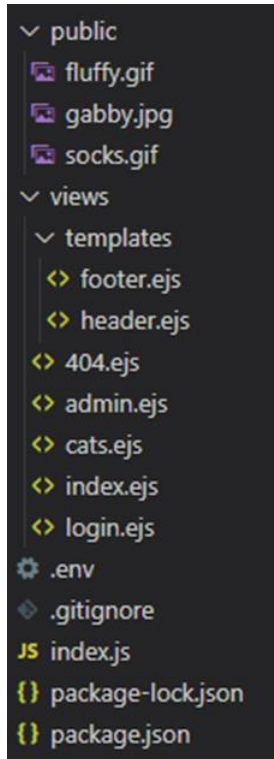 public
fluffy.gif
gabby.jpg
socks.gif
views
templates
<> footer.ejs
<> header.ejs
<> 404.ejs
<> admin.ejs
<> cats.ejs
<> index.ejs
<> login.ejs
.env
.gitignore
JS index.js
{} package-lock.json
{} package.json